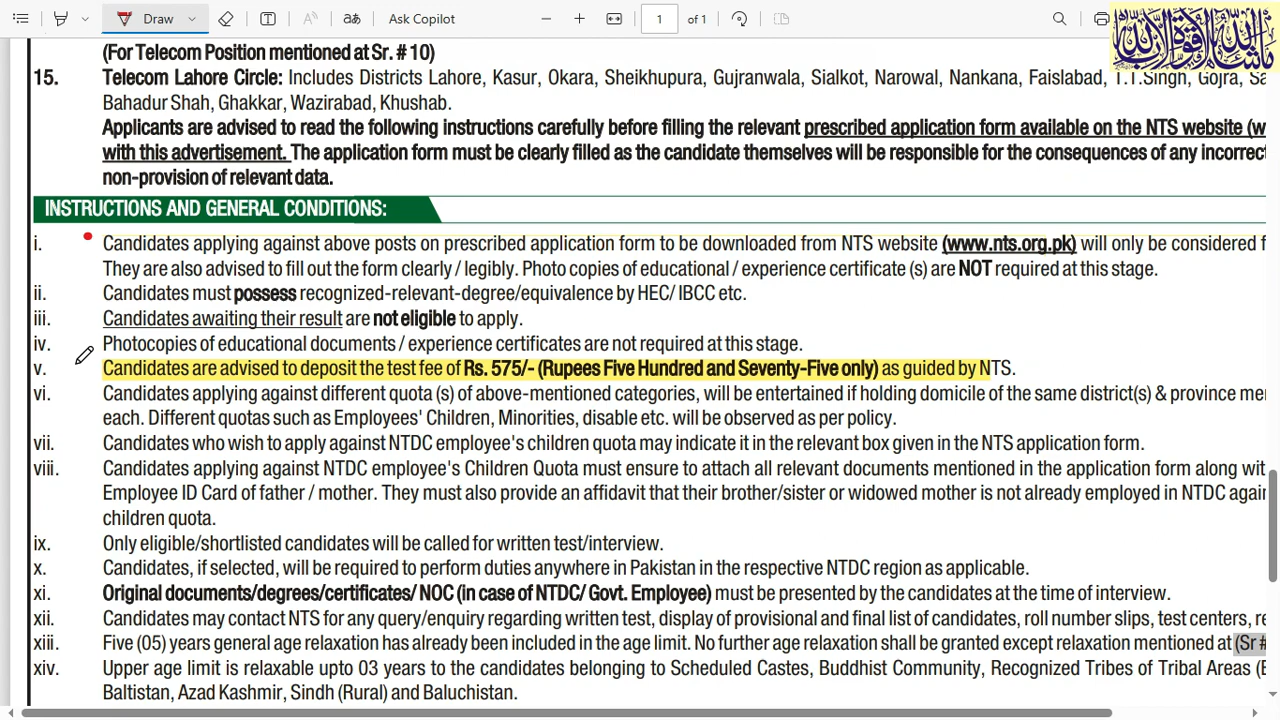 Draw
Ask Copilot
1 of 1
(For Telecom Position mentioned at Sr. # 10)
15. Telecom Lahore Circle: Includes Districts Lahore, Kasur, Okara, Sheikhupura, Gujranwala, Sialkot, Narowal, Nankana, Faislabad, T.T.Singh, Gojra, Sa
Bahadur Shah, Ghakkar, Wazirabad, Khushab.
Applicants are advised to read the following instructions carefully before filling the relevant prescribed application form available on the NTS website (w
with this advertisement. The application form must be clearly filled as the candidate themselves will be responsible for the consequences of any incorrect
non-provision of relevant data.
INSTRUCTIONS AND GENERAL CONDITIONS:
i. Candidates applying against above posts on prescribed application form to be downloaded from NTS website (www.nts.org.pk) will only be considered f
They are also advised to fill out the form clearly / legibly. Photo copies of educational / experience certificate (s) are NOT required at this stage.
ii. Candidates must possess recognized-relevant-degree/equivalence by HEC/ IBCC etc.
iii. Candidates awaiting their result are not eligible to apply.
iv. Photocopies of educational documents / experience certificates are not required at this stage.
v. Candidates are advised to deposit the test fee of Rs. 575/- (Rupees Five Hundred and Seventy-Five only) as guided by NTS.
vi. Candidates applying against different quota (s) of above-mentioned categories, will be entertained if holding domicile of the same district(s) & province me
each. Different quotas such as Employees' Children, Minorities, disable etc. will be observed as per policy.
vii. Candidates who wish to apply against NTDC employee's children quota may indicate it in the relevant box given in the NTS application form.
viii. Candidates applying against NTDC employee's Children Quota must ensure to attach all relevant documents mentioned in the application form along wit
Employee ID Card of father / mother. They must also provide an affidavit that their brother/sister or widowed mother is not already employed in NTDC agai
children quota.
ix. Only eligible/shortlisted candidates will be called for written test/interview.
x. Candidates, if selected, will be required to perform duties anywhere in Pakistan in the respective NTDC region as applicable.
xi. Original documents/degrees/certificates/ NOC (in case of NTDC/ Govt. Employee) must be presented by the candidates at the time of interview.
xii. Candidates may contact NTS for any query/enquiry regarding written test, display of provisional and final list of candidates, roll number slips, test centers, re
xiii. Five (05) years general age relaxation has already been included in the age limit. No further age relaxation shall be granted except relaxation mentioned at (Sr #
xiv. Upper age limit is relaxable upto 03 years to the candidates belonging to Scheduled Castes, Buddhist Community, Recognized Tribes of Tribal Areas (
Baltistan, Azad Kashmir, Sindh (Rural) and Baluchistan.